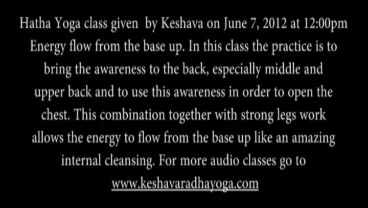 Hatha Yoga class given  by Keshava on June 7, 2012 at 12:00pm
Energy flow from the base up. In this class the practice is to
bring the awareness to the back, especially middle and
upper back and to use this awareness in order to open the
chest. This combination together with strong legs work
allows the energy to flow from the base up like an amazing
internal cleansing. For more audio classes go to
www.keshavaradhayoga.com